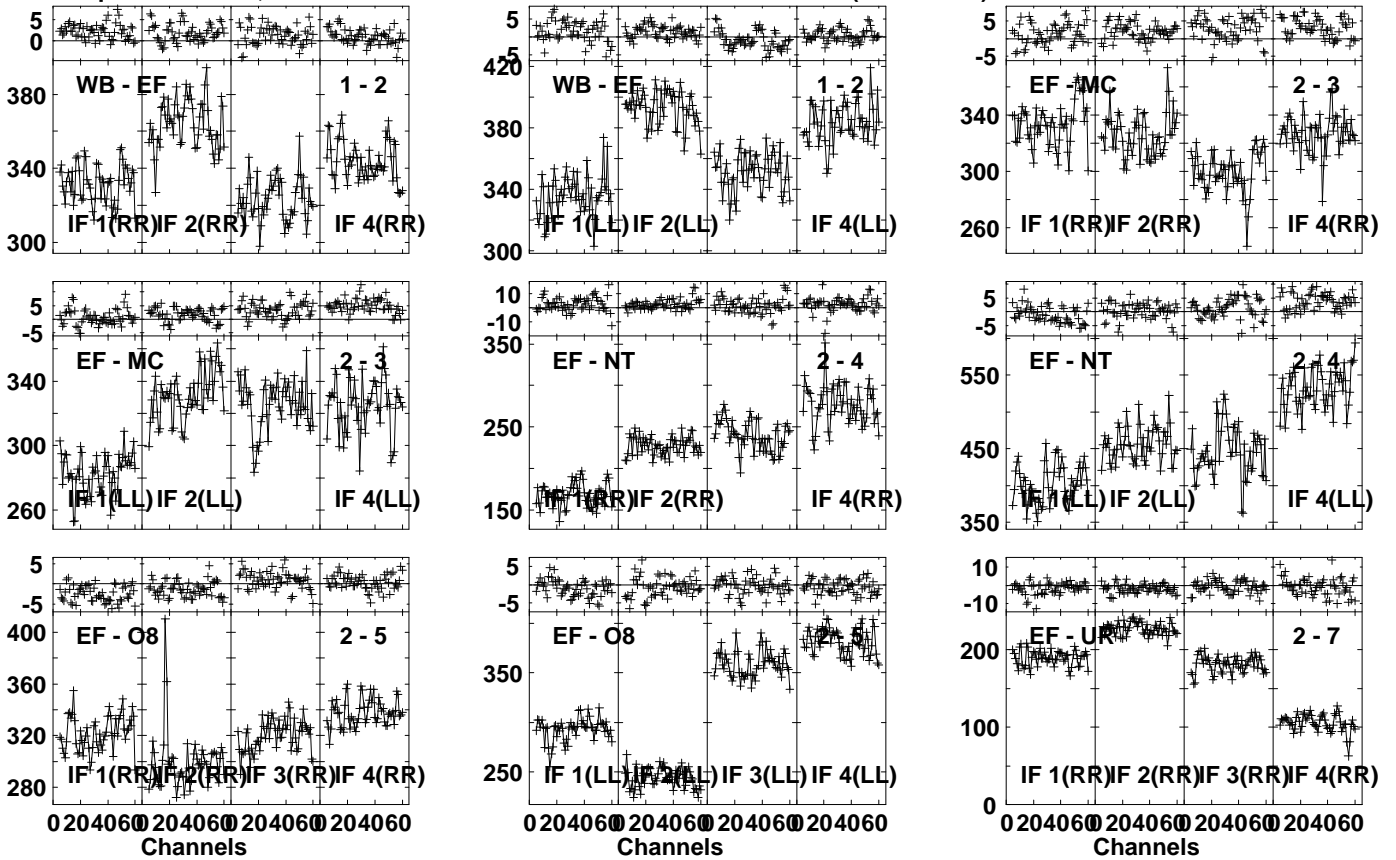 5
0
5
-5
5
-5
WB - EF 1 - 2
380
340
300
IF 1(RR) IF 2(RR) IF 4(RR)
WB - EF 1 - 2
420
380
340
300
IF 1(LL) IF 2(LL) IF 4(LL)
EF - MC 2 - 3
340
300
260
IF 1(RR) IF 2(RR) IF 4(RR)
5
-5
10
-10
5
-5
EF - MC 2 - 3
340
300
260
IF 1(LL) IF 2(LL) IF 4(LL)
EF - NT 2 - 4
350
250
150
IF 1(RR) IF 2(RR) IF 4(RR)
EF - NT 2 - 4
550
450
350
IF 1(LL) IF 2(LL) IF 4(LL)
5
-5
5
-5
10
-10
EF - O8 2 - 5
400
360
320
280
IF 1(RR) IF 2(RR) IF 3(RR) IF 4(RR)
EF - O8 2 - 5
350
250
IF 1(LL) IF 2(LL) IF 3(LL) IF 4(LL)
EF - UR 2 - 7
200
100
0
IF 1(RR) IF 2(RR) IF 3(RR) IF 4(RR)
0 20 40 60 0 20 40 60 0 20 40 60 0 20 40 60
Channels
0 20 40 60 0 20 40 60 0 20 40 60 0 20 40 60
Channels
0 20 40 60 0 20 40 60 0 20 40 60 0 20 40 60
Channels